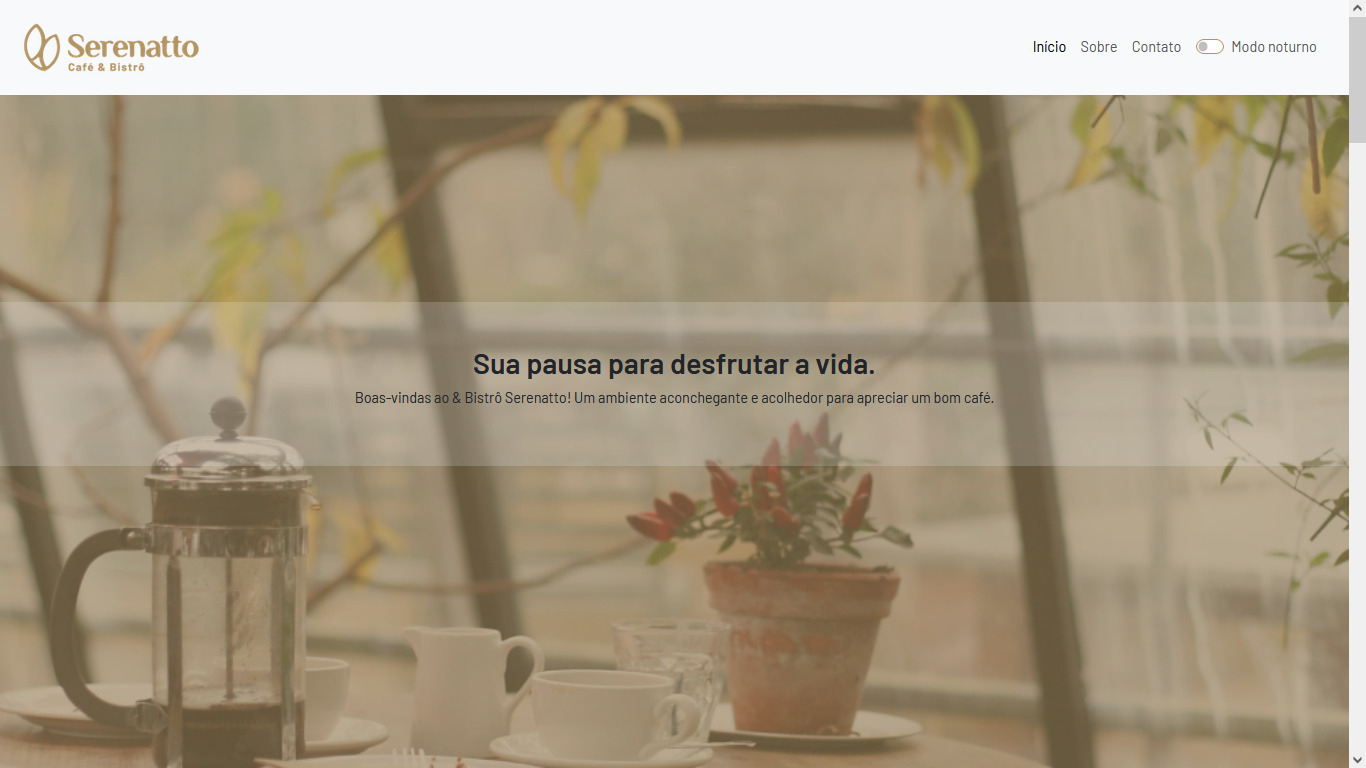 Serenatto
Café & Bistrô
Início Sobre Contato Modo noturno
Sua pausa para desfrutar a vida.
Boas-vindas ao & Bistrô Serenatto! Um ambiente aconchegante e acolhedor para apreciar um bom café.